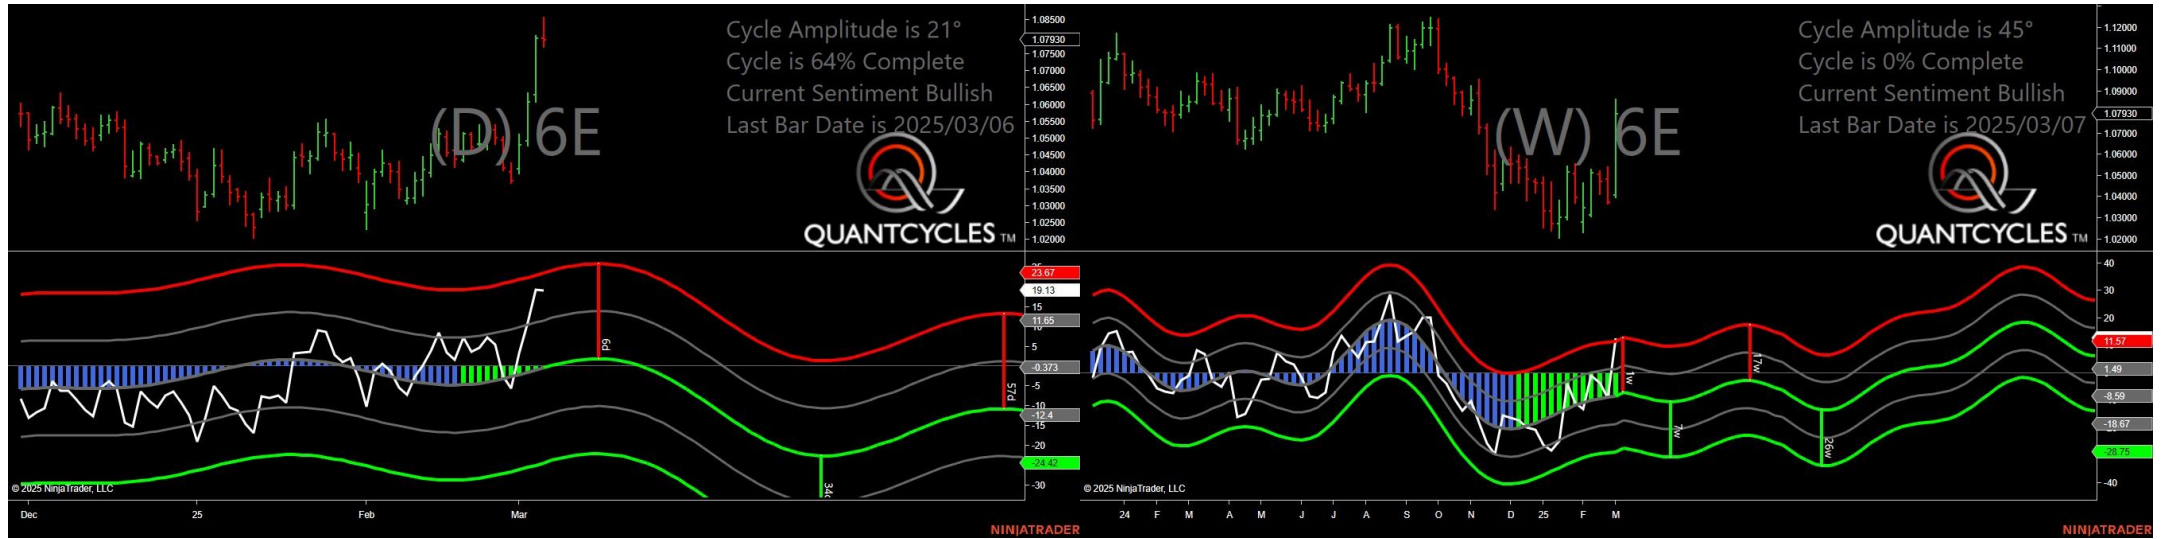 Cycle Amplitude is 21°
Cycle is 64% Complete
Current Sentiment Bullish
Last Bar Date is 2025/03/06
(D) 6E
QUANTCYCLES TM
1.08500
1.07930
1.07500
1.07000
1.06500
1.06000
1.05500
1.05000
1.04500
1.04000
1.03500
1.03000
1.02500
1.02000
23.67
19.13
15
11.65
5
-0.373
-5
-10
-12.4
-15
-20
-24.42
-30
6d
34d
57d
© 2025 NinjaTrader, LLC
Dec 25 Feb Mar
NINJATRADER
Cycle Amplitude is 45°
Cycle is 0% Complete
Current Sentiment Bullish
Last Bar Date is 2025/03/07
(W) 6E
QUANTCYCLES TM
1.12000
1.11000
1.10000
1.09000
1.07930
1.07000
1.06000
1.05000
1.04000
1.03000
1.02000
40
30
20
11.57
1.49
-8.59
-18.67
-28.75
-40
1w
7w
17w
26w
© 2025 NinjaTrader, LLC
24 F M A M J J A S O N D 25 F M
NINJATRADER